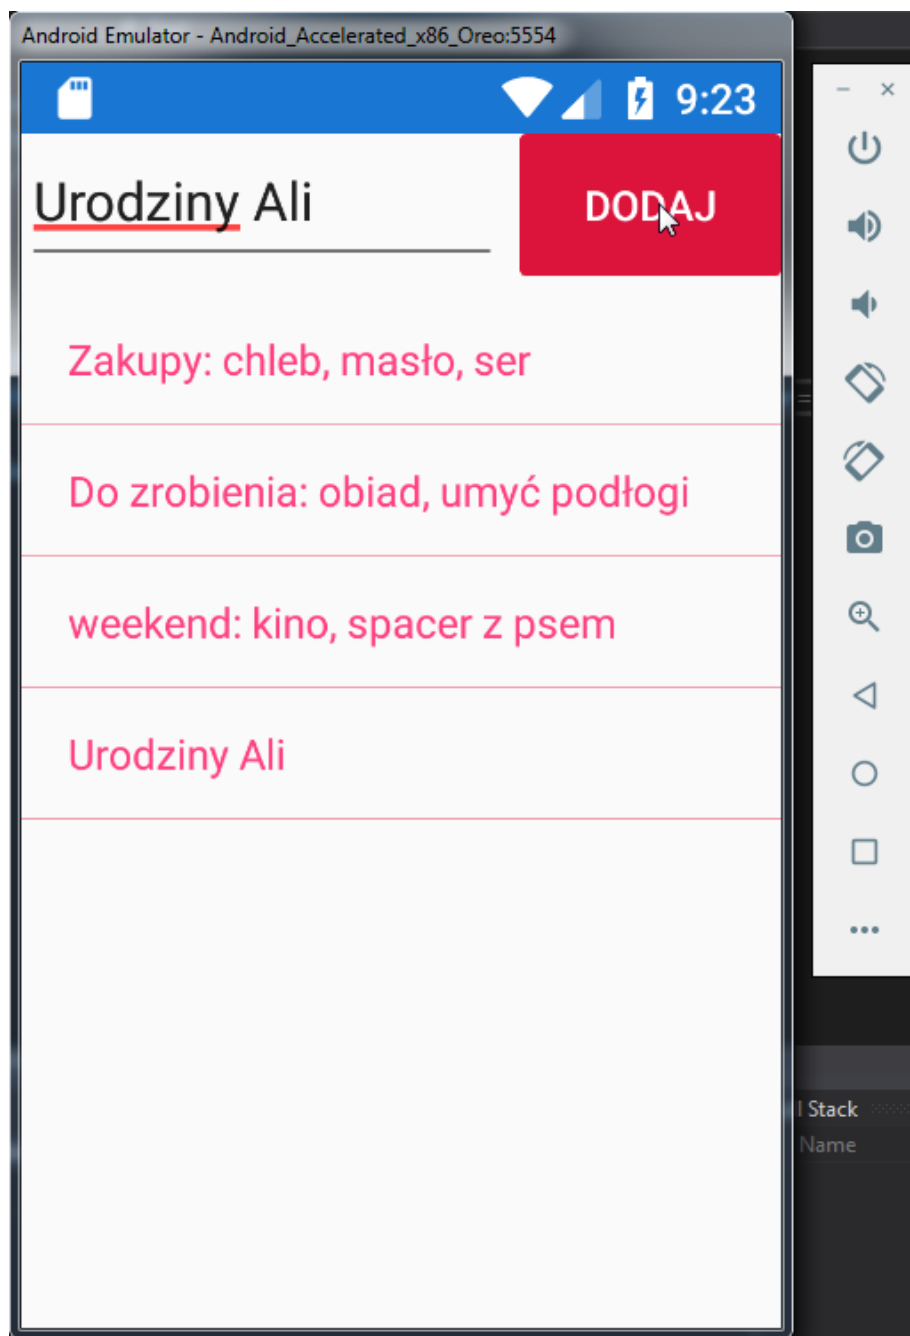 Android Emulator - Android_Accelerated_x86_Oreo:5554
9:23
Urodziny Ali
DODAJ
Zakupy: chleb, masło, ser
Do zrobienia: obiad, umyć podłogi
weekend: kino, spacer z psem
Urodziny Ali
Stack
Name